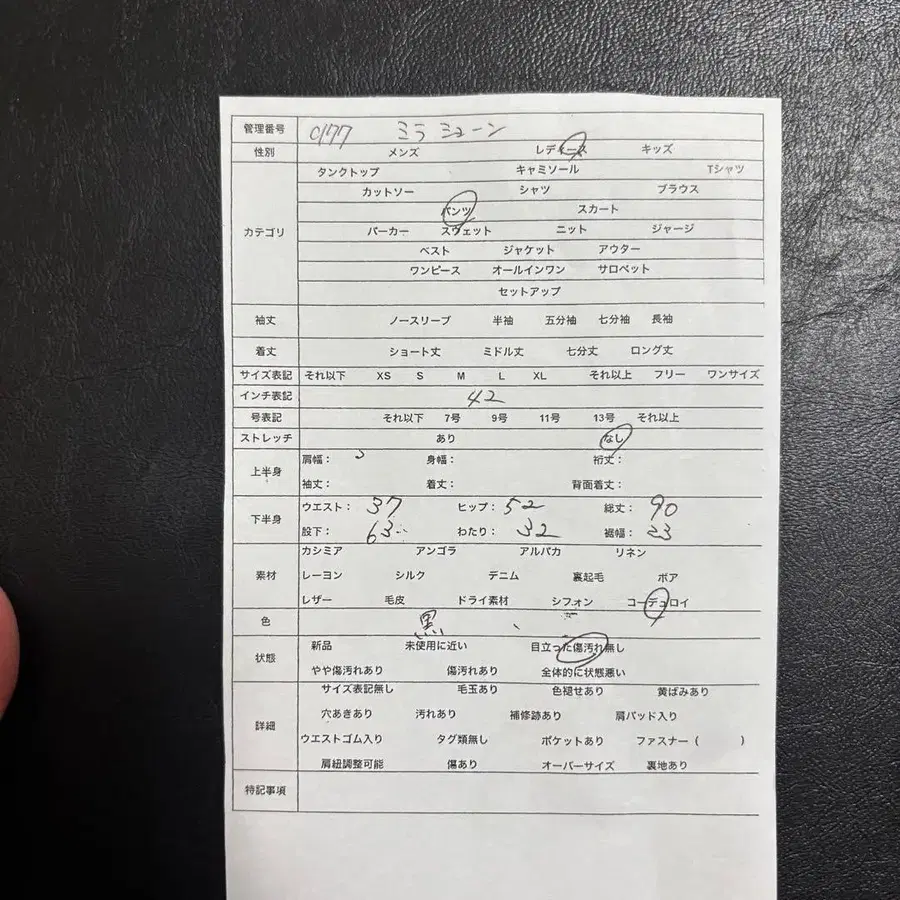 管理番号 0177 ミラ ショーン
性別 メンズ レディース キッズ
タンクトップ キャミソール Tシャツ
カットソー シャツ ブラウス
パンツ スカート
カテゴリ パーカー スウェット ニット ジャージ
ベスト ジャケット アウター
ワンピース オールインワン サロペット
セットアップ
袖丈 ノースリーブ 半袖 五分袖 七分袖 長袖
着丈 ショート丈 ミドル丈 七分丈 ロング丈
サイズ表記 それ以下 XS S M L XL それ以上 フリー ワンサイズ
インチ表記 42
号表記 それ以下 7号 9号 11号 13号 それ以上
ストレッチ あり なし
上半身 肩幅： 身幅： 裄丈：
袖丈： 着丈： 背面着丈：
下半身 ウエスト： 37 ヒップ： 52 総丈： 90
股下： 63 わたり： 32 裾幅： 23
カシミア アンゴラ アルパカ リネン
素材 レーヨン シルク デニム 裏起毛 ボア
レザー 毛皮 ドライ素材 シフォン コーデュロイ
色 黒
状態 新品 未使用に近い 目立った傷汚れ無し
やや傷汚れあり 傷汚れあり 全体的に状態悪い
サイズ表記無し 毛玉あり 色褪せあり 黄ばみあり
詳細 穴あきあり 汚れあり 補修跡あり 肩パッド入り
ウエストゴム入り タグ類無し ポケットあり ファスナー ( )
肩紐調整可能 傷あり オーバーサイズ 裏地あり
特記事項